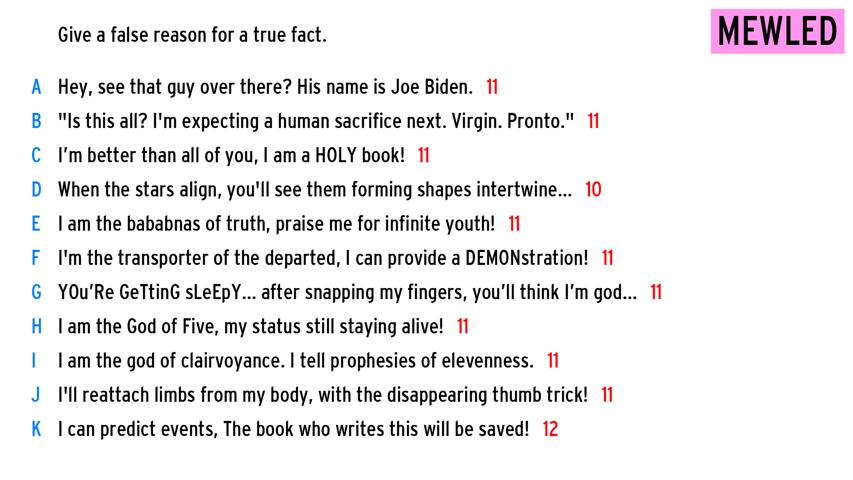 Give a false reason for a true fact.
MEWLED
A Hey, see that guy over there? His name is Joe Biden. 11
B "Is this all? I'm expecting a human sacrifice next. Virgin. Pronto." 11
C I’m better than all of you, I am a HOLY book! 11
D When the stars align, you'll see them forming shapes intertwine... 10
E I am the bababnas of truth, praise me for infinite youth! 11
F I'm the transporter of the departed, I can provide a DEMONstration! 11
G YOu’Re GeTtinG sLeEpY... after snapping my fingers, you’ll think I’m god... 11
H I am the God of Five, my status still staying alive! 11
I I am the god of clairvoyance. I tell prophesies of elevenness. 11
J I'll reattach limbs from my body, with the disappearing thumb trick! 11
K I can predict events, The book who writes this will be saved! 12